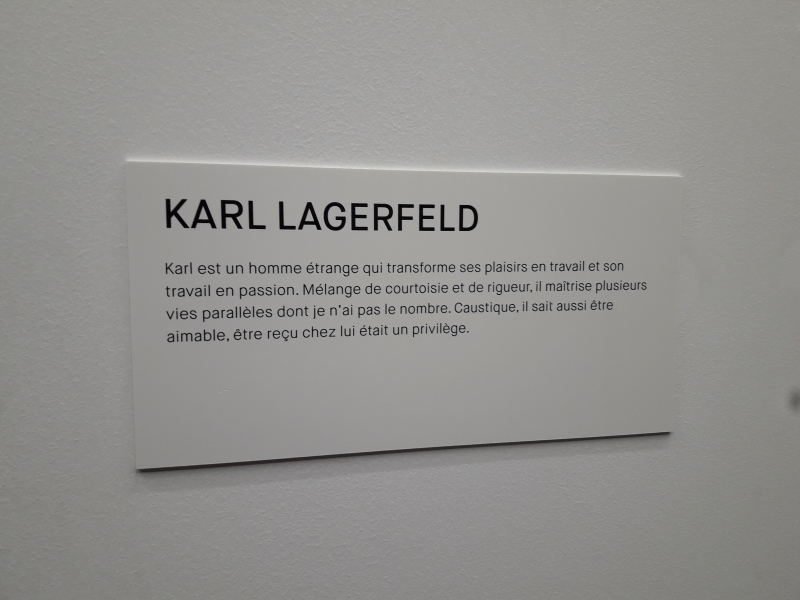 KARL LAGERFELD
Karl est un homme étrange qui transforme ses plaisirs en travail et son
travail en passion. Mélange de courtoisie et de rigueur, il maîtrise plusieurs
vies parallèles dont je n'ai pas le nombre. Caustique, il sait aussi être
aimable, être reçu chez lui était un privilège.